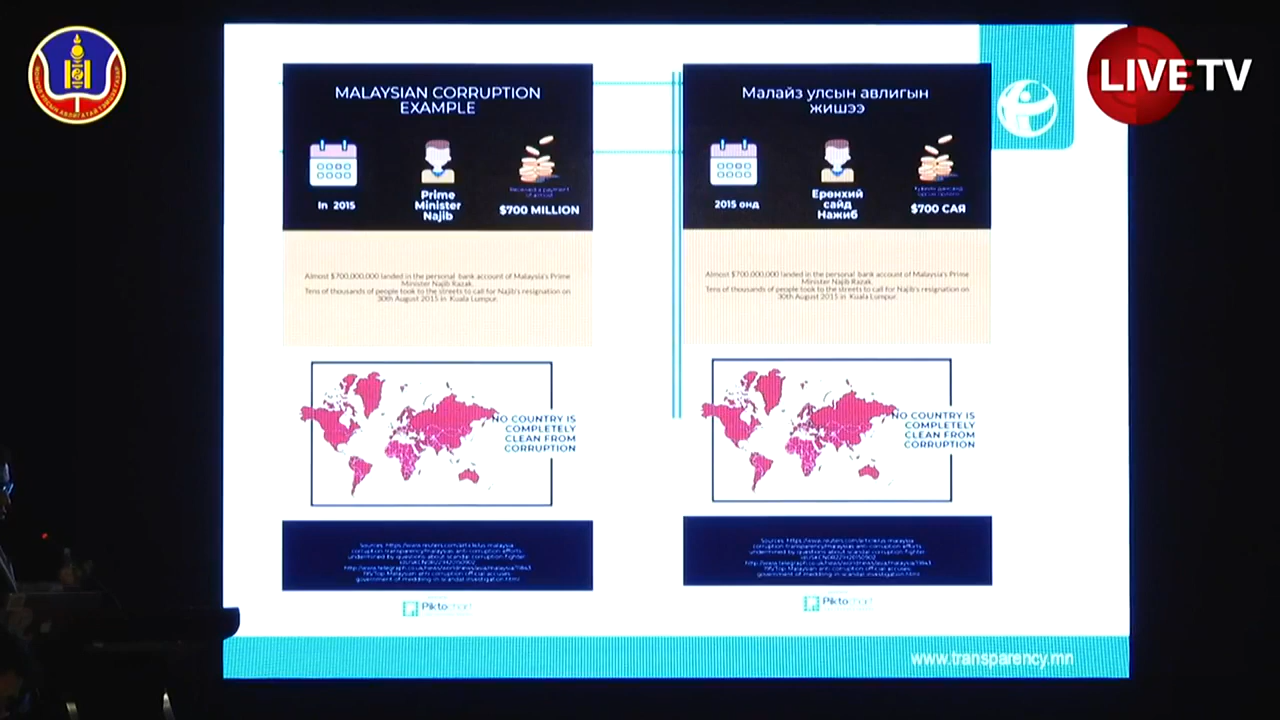 LIVE TV
MALAYSIAN CORRUPTION
EXAMPLE
In 2015
Prime
Minister
Najib
Received a payment
of almost
$700 MILLION
Almost $700,000,000 landed in the personal bank account of Malaysia's Prime
Minister Najib Razak.
Tens of thousands of people took to the streets to call for Najib's resignation on
30th August 2015 in Kuala Lumpur.
NO COUNTRY IS
COMPLETELY
CLEAN FROM
CORRUPTION
Piktochart
Малайз улсын авлигын
жишээ
2015 онд
Ерөнхий
сайд
Нажиб
$700 САЯ
Almost $700,000,000 landed in the personal bank account of Malaysia's Prime
Minister Najib Razak.
Tens of thousands of people took to the streets to call for Najib's resignation on
30th August 2015 in Kuala Lumpur.
NO COUNTRY IS
COMPLETELY
CLEAN FROM
CORRUPTION
Piktochart
www.transparency.mn